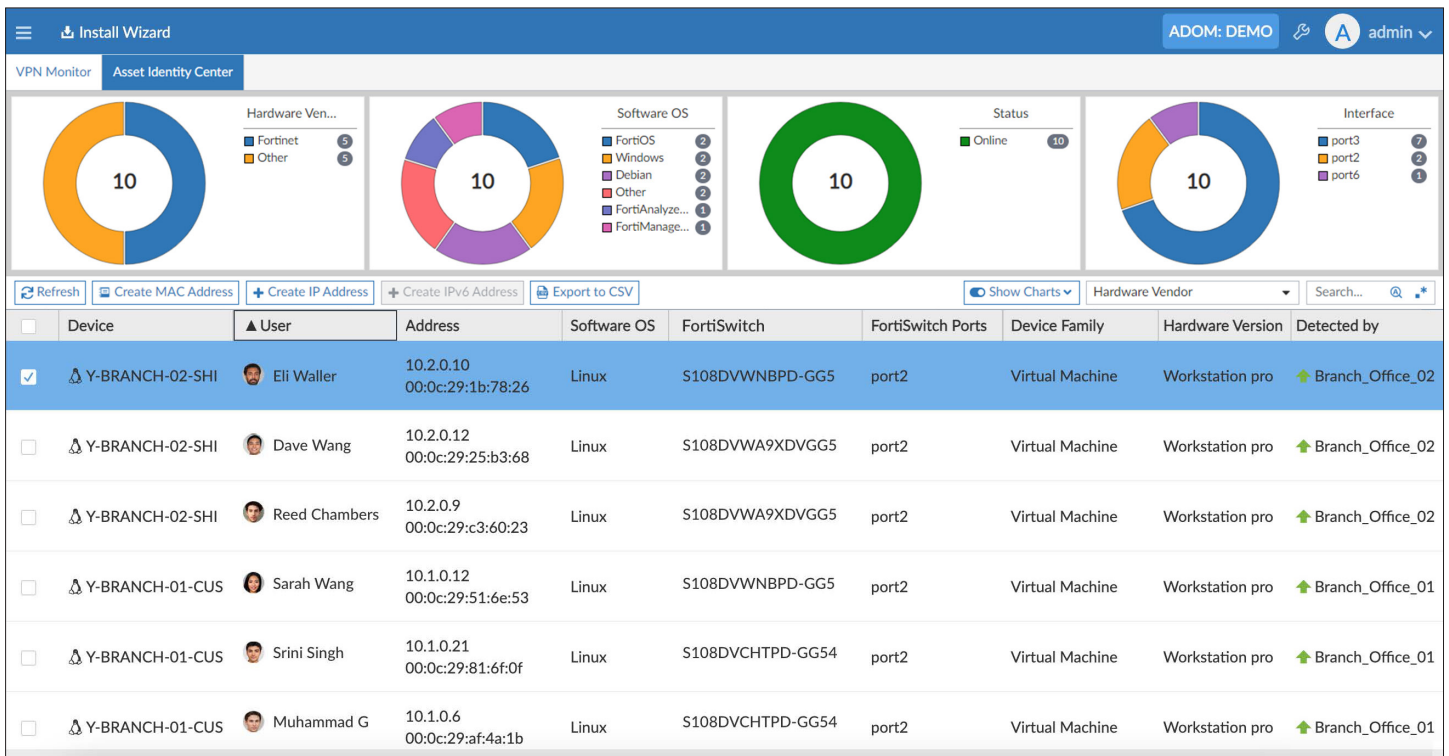 Install Wizard
ADOM: DEMO
A
admin
VPN Monitor
Asset Identity Center
Hardware Ven...
Fortinet 5
Other 5
10
Software OS
FortiOS 2
Windows 2
Debian 2
Other 2
FortiAnalyze... 1
FortiManage... 1
10
Status
Online 10
10
Interface
port3 7
port2 2
port6 1
10
Refresh
Create MAC Address
+ Create IP Address
+ Create IPv6 Address
Export to CSV
Show Charts
Hardware Vendor
Search...
Device ▲ User Address Software OS FortiSwitch FortiSwitch Ports Device Family Hardware Version Detected by
Y-BRANCH-02-SHI Eli Waller 10.2.0.10 Linux S108DVWNBPD-GG5 port2 Virtual Machine Workstation pro Branch_Office_02
00:0c:29:1b:78:26
Y-BRANCH-02-SHI Dave Wang 10.2.0.12 Linux S108DVWA9XDVGG5 port2 Virtual Machine Workstation pro Branch_Office_02
00:0c:29:25:b3:68
Y-BRANCH-02-SHI Reed Chambers 10.2.0.9 Linux S108DVWA9XDVGG5 port2 Virtual Machine Workstation pro Branch_Office_02
00:0c:29:c3:60:23
Y-BRANCH-01-CUS Sarah Wang 10.1.0.12 Linux S108DVWNBPD-GG5 port2 Virtual Machine Workstation pro Branch_Office_01
00:0c:29:51:6e:53
Y-BRANCH-01-CUS Srini Singh 10.1.0.21 Linux S108DVCHTPD-GG54 port2 Virtual Machine Workstation pro Branch_Office_01
00:0c:29:81:6f:0f
Y-BRANCH-01-CUS Muhammad G 10.1.0.6 Linux S108DVCHTPD-GG54 port2 Virtual Machine Workstation pro Branch_Office_01
00:0c:29:af:4a:1b